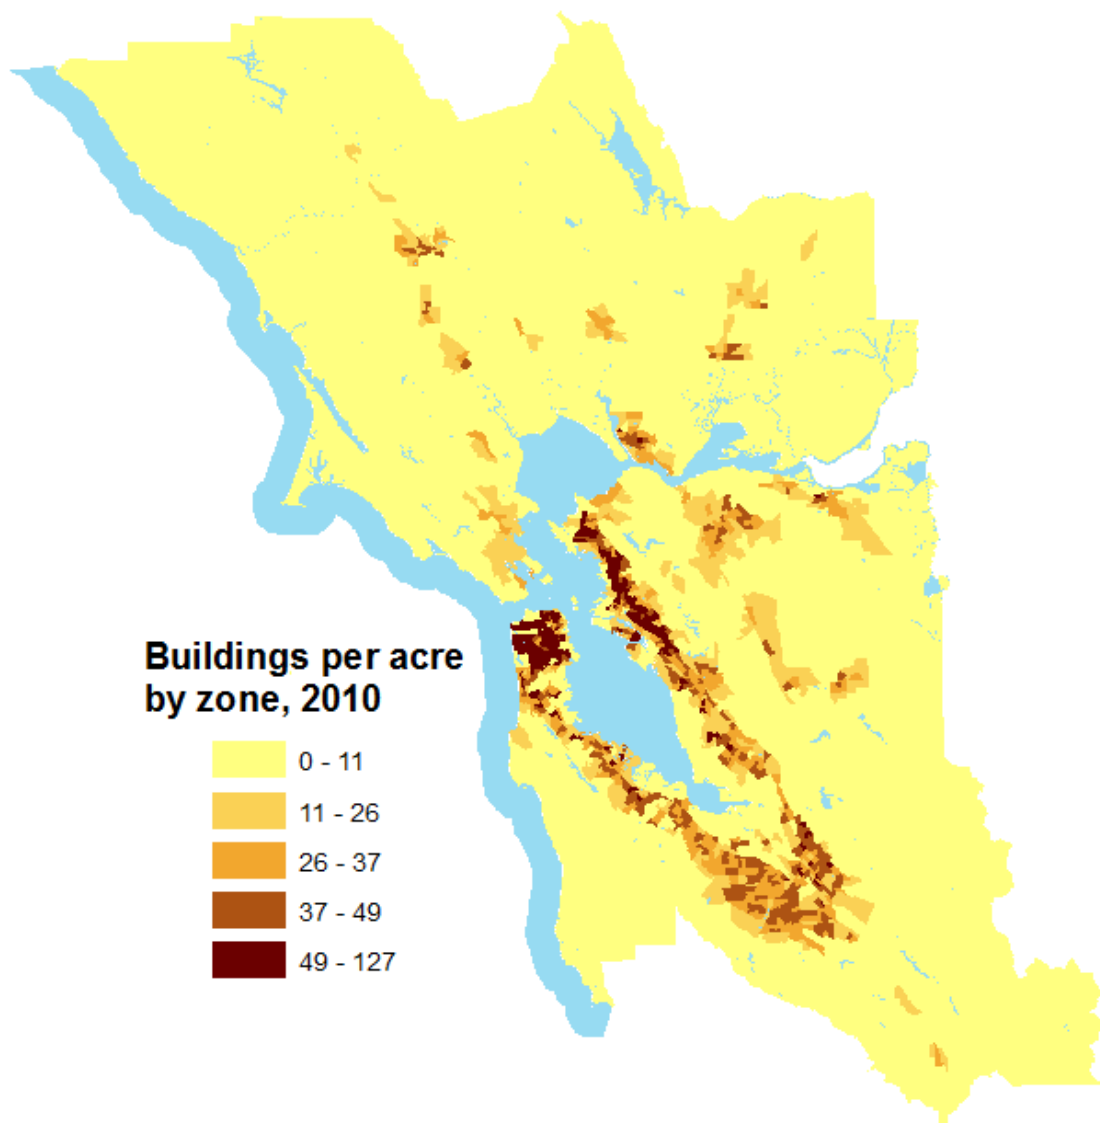 Buildings per acre
by zone, 2010
0 - 11
11 - 26
26 - 37
37 - 49
49 - 127